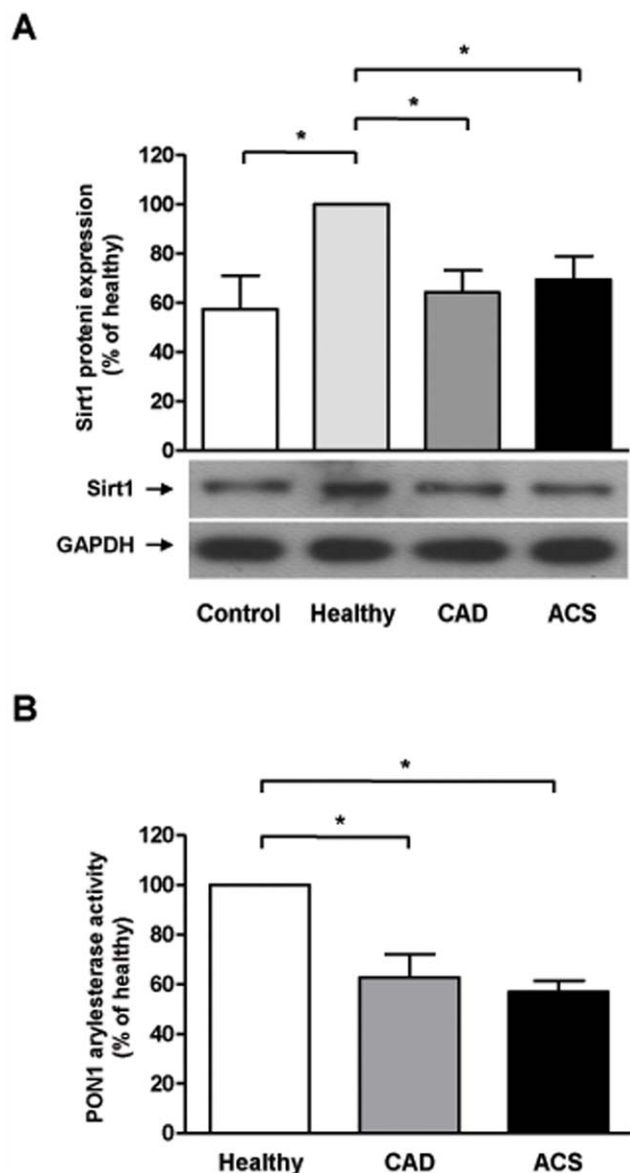 A
*
*
*
Sirt1 proteni expression
(% of healthy)
120
100
80
60
40
20
0
Sirt1
GAPDH
Control Healthy CAD ACS
B
*
*
PON1 arylesterase activity
(% of healthy)
120
100
80
60
40
20
0
Healthy CAD ACS